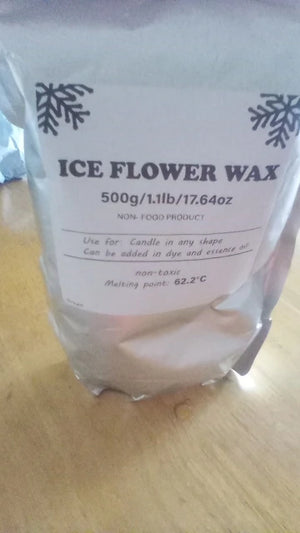 ICE FLOWER WAX
500g/1.1lb/17.64oz
NON- FOOD PRODUCT
Use for: Candle in any shape
Can be added in dye and essence oil
non-toxic
Melting point: 62.2°C